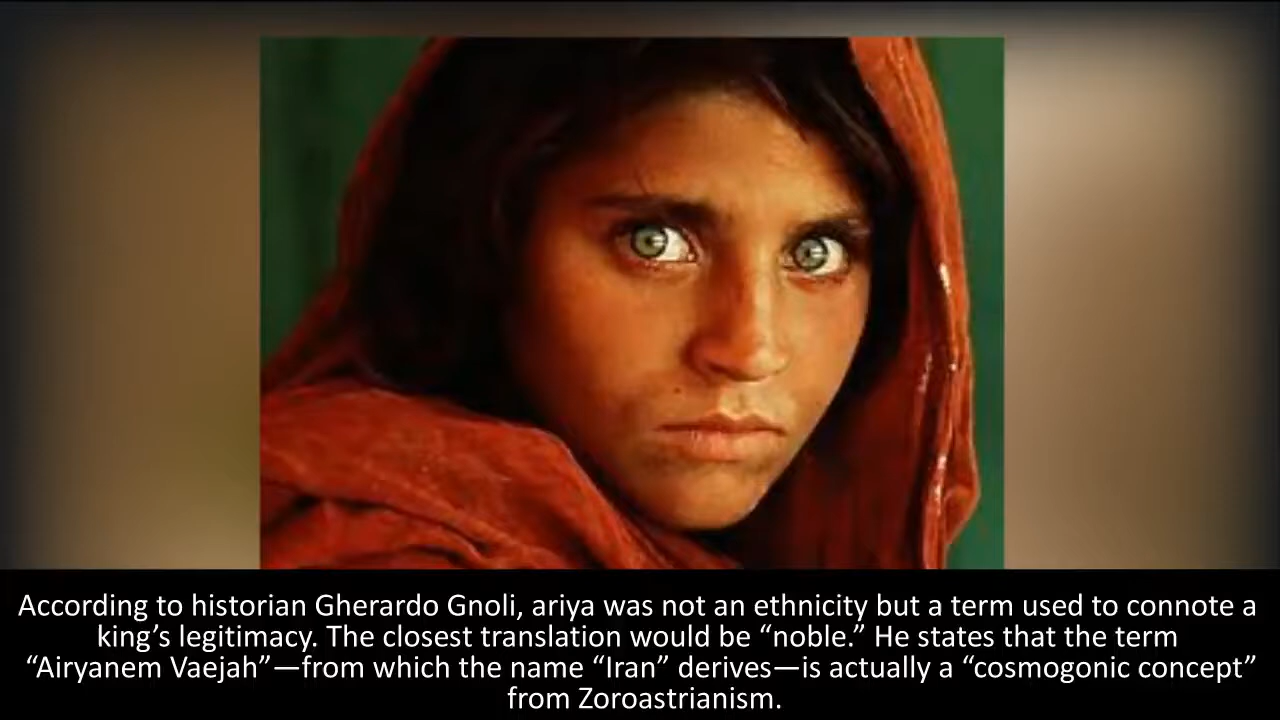 According to historian Gherardo Gnoli, ariya was not an ethnicity but a term used to connote a
king’s legitimacy. The closest translation would be “noble.” He states that the term
“Airyanem Vaejah”—from which the name “Iran” derives—is actually a “cosmogonic concept”
from Zoroastrianism.